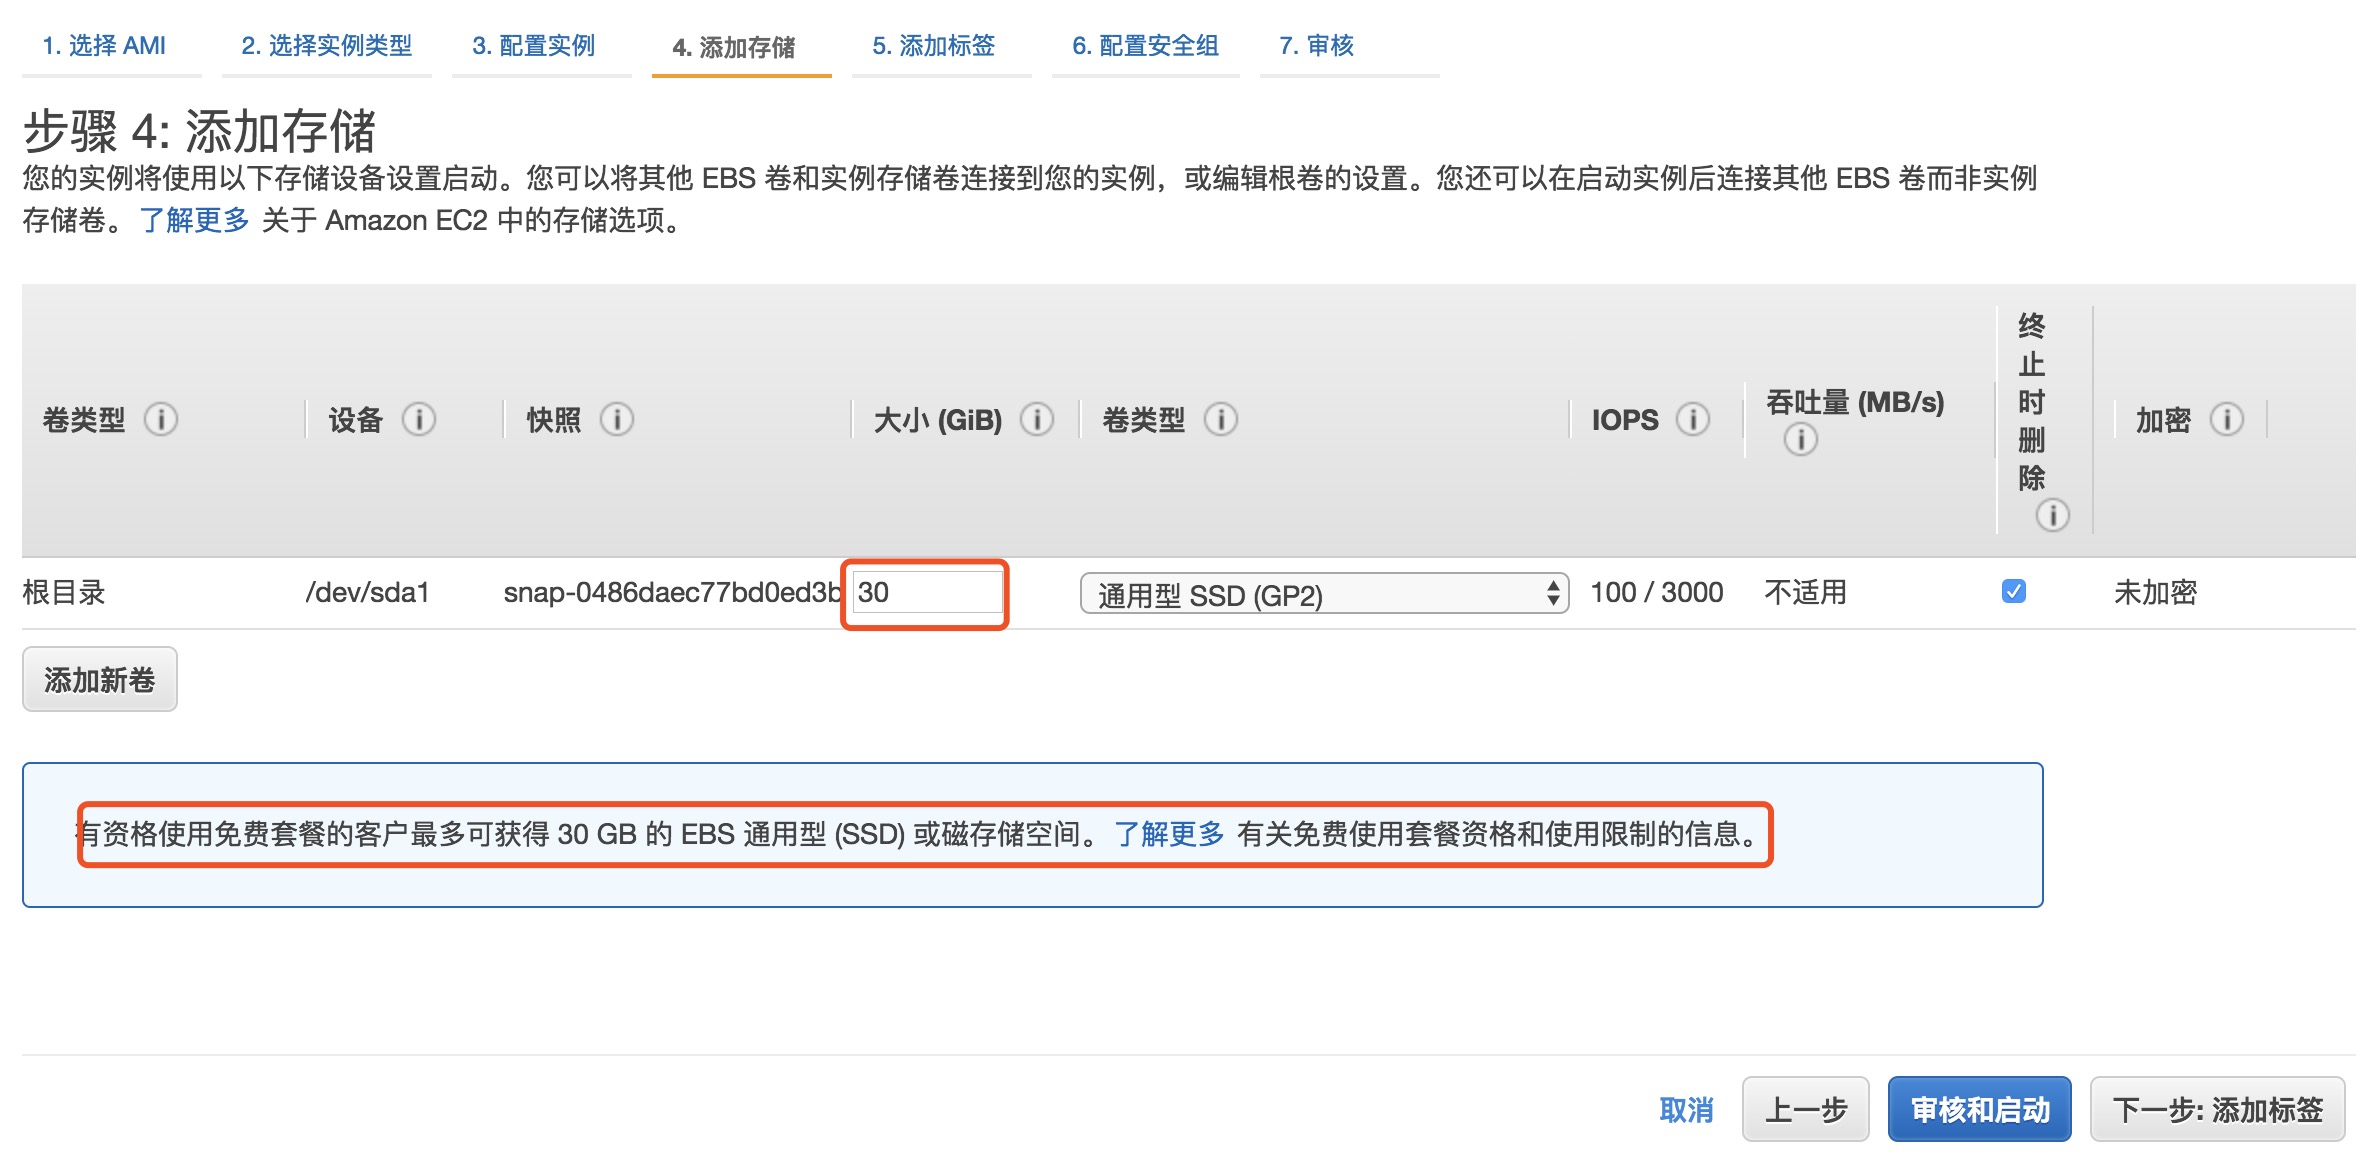 1. 选择 AMI
2. 选择实例类型
3. 配置实例
4. 添加存储
5. 添加标签
6. 配置安全组
7. 审核
步骤 4: 添加存储
您的实例将使用以下存储设备设置启动。您可以将其他 EBS 卷和实例存储卷连接到您的实例，或编辑根卷的设置。您还可以在启动实例后连接其他 EBS 卷而非实例
存储卷。 了解更多 关于 Amazon EC2 中的存储选项。
卷类型
设备
快照
大小 (GiB)
卷类型
IOPS
吞吐量 (MB/s)
终
止
时
删
除
加密
根目录
/dev/sda1
snap-0486daec77bd0ed3b
30
通用型 SSD (GP2)
100 / 3000
不适用
未加密
添加新卷
有资格使用免费套餐的客户最多可获得 30 GB 的 EBS 通用型 (SSD) 或磁存储空间。 了解更多 有关免费使用套餐资格和使用限制的信息。
取消
上一步
审核和启动
下一步: 添加标签